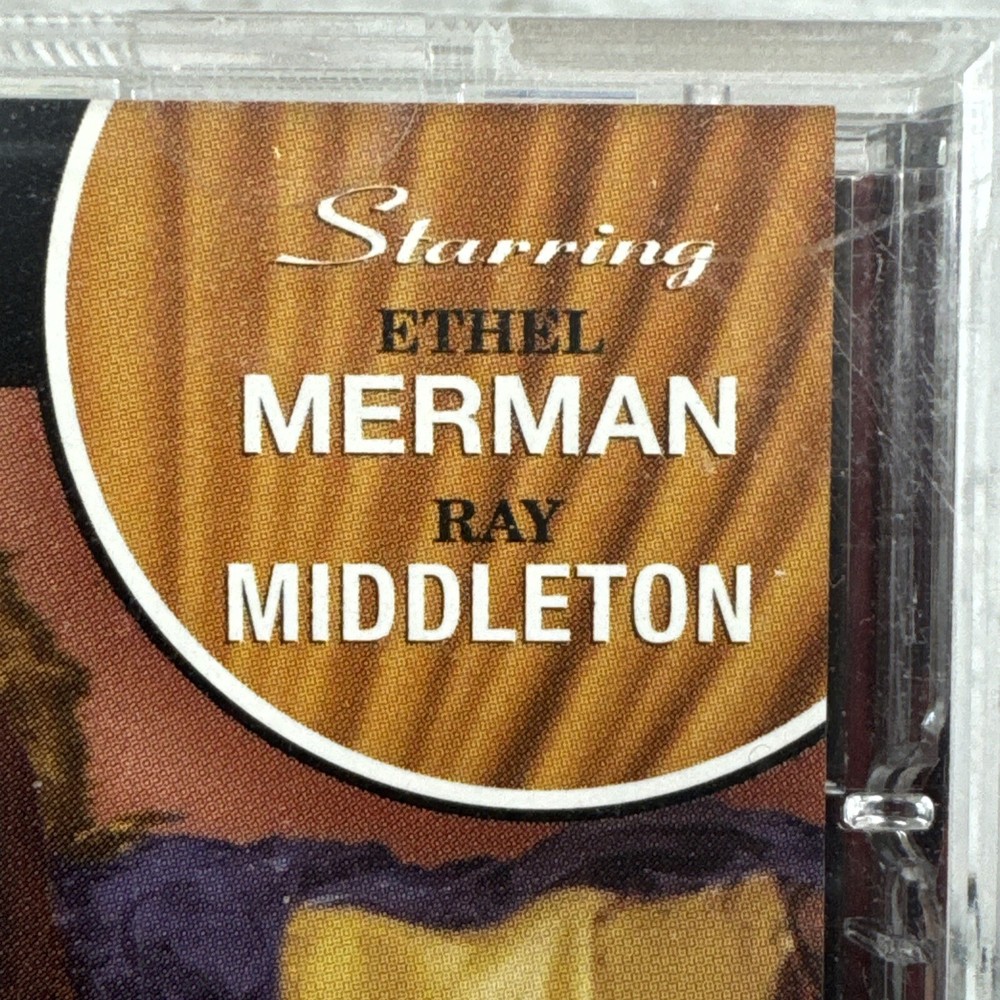 Starring
ETHEL
MERMAN
RAY
MIDDLETON